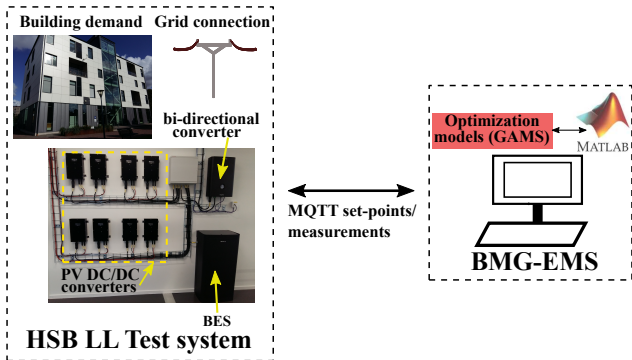 Building demand
Grid connection
bi-directional
converter
PV DC/DC
converters
BES
HSB LL Test system
MQTT set-points/
measurements
Optimization
models (GAMS)
MATLAB
BMG-EMS